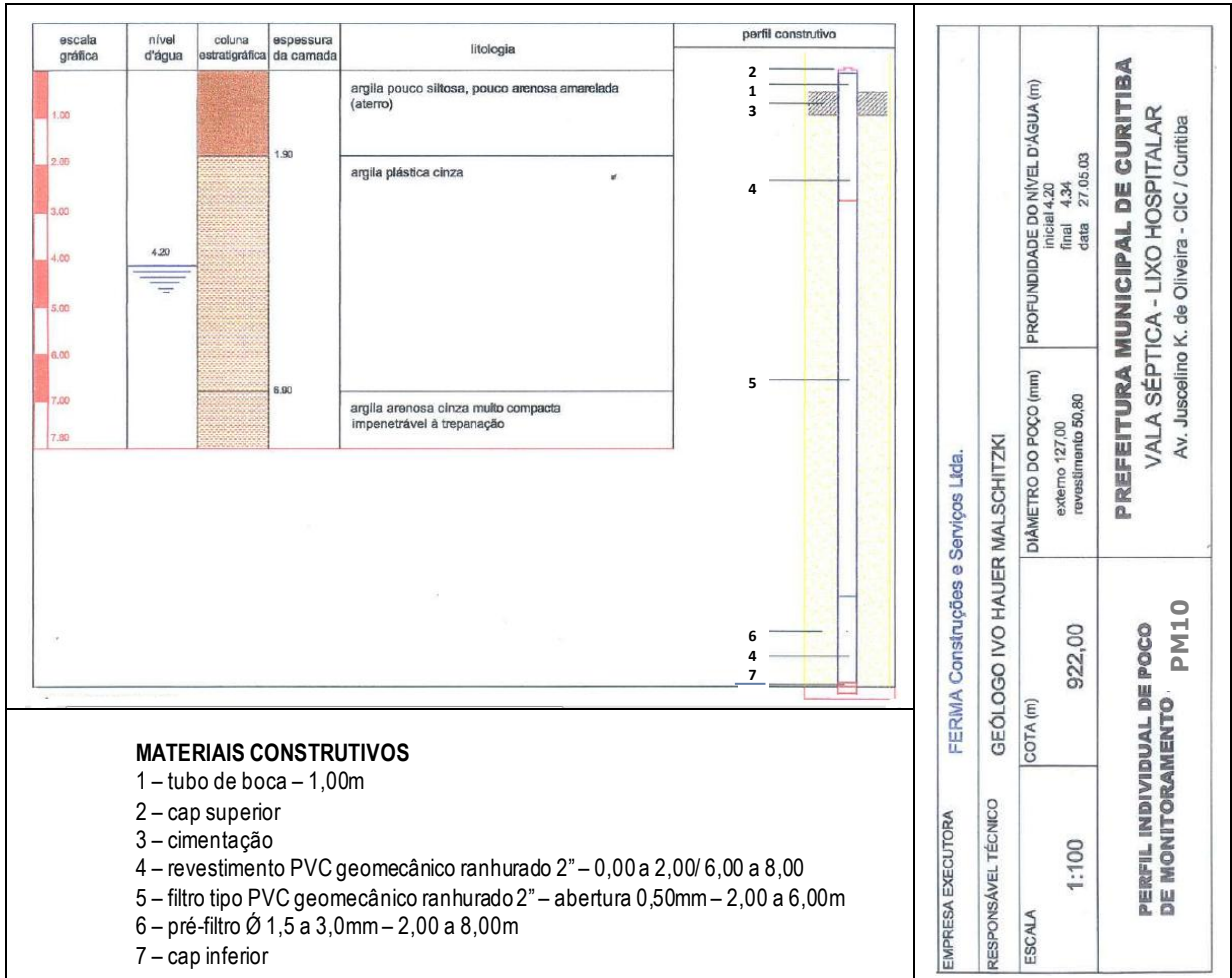 escala gráfica
nível d'água
coluna estratigráfica
espessura da camada
litologia
perfil construtivo
argila pouco siltosa, pouco arenosa amarelada
(aterro)
1.00
1.90
2.00
argila plástica cinza
3.00
4.20
4.00
5.00
6.00
6.90
7.00
argila arenosa cinza muito compacta
impenetrável à trepanação
2
1
3
4
5
6
4
7
MATERIAIS CONSTRUTIVOS
1 – tubo de boca – 1,00m
2 – cap superior
3 – cimentação
4 – revestimento PVC geomecânico ranhurado 2” – 0,00 a 2,00/ 6,00 a 8,00
5 – filtro tipo PVC geomecânico ranhurado 2” – abertura 0,50mm – 2,00 a 6,00m
6 – pré-filtro Ø 1,5 a 3,0mm – 2,00 a 8,00m
7 – cap inferior
EMPRESA EXECUTORA
FERMA Construções e Serviços Ltda.
RESPONSÁVEL TÉCNICO
GEÓLOGO IVO HAUER MALSCHITZKI
ESCALA
1:100
COTA (m)
922,00
DIÂMETRO DO POÇO (mm)
externo 127,00
revestimento 50,80
PROFUNDIDADE DO NÍVEL D'ÁGUA (m)
inicial 4.20
final 4.34
data 27.05.03
PERFIL INDIVIDUAL DE POCO
DE MONITORAMENTO PM10
PREFEITURA MUNICIPAL DE CURITIBA
VALA SÉPTICA - LIXO HOSPITALAR
Av. Juscelino K. de Oliveira - CIC / Curitiba